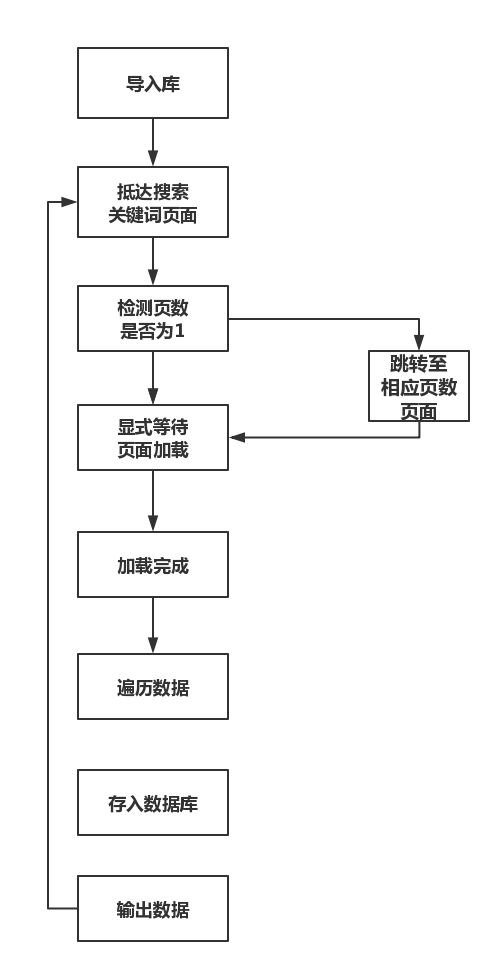 导入库
抵达搜索
关键词页面
检测页数
是否为1
跳转至
相应页数
页面
显式等待
页面加载
加载完成
遍历数据
存入数据库
输出数据